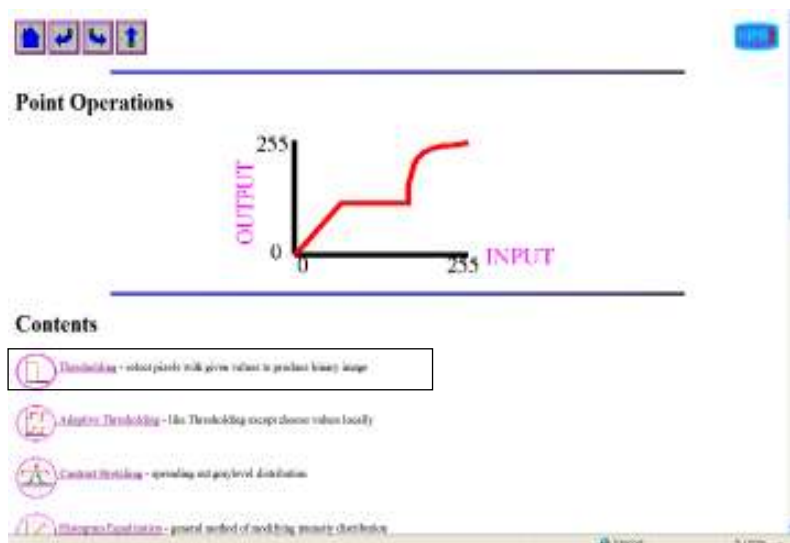 Point Operations
255
OUTPUT
0
0
255
INPUT
Contents
Thresholding - select pixels with given values to produce binary image
Adaptive Thresholding - like Thresholding except choose values locally
Contrast Stretching - spreading out graylevel distribution
Histogram Equalization - general method of modifying intensity distribution